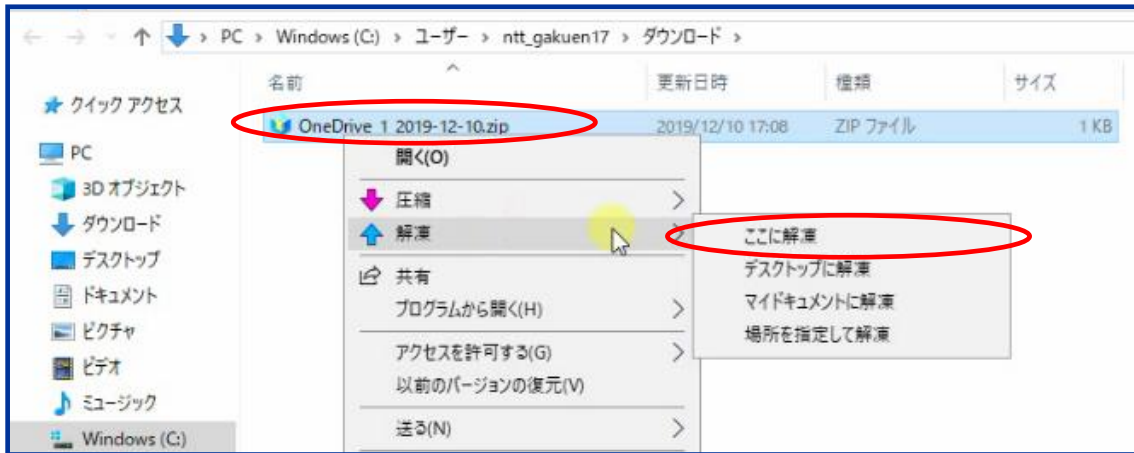 PC › Windows (C:) › ユーザー › ntt_gakuen17 › ダウンロード ›
名前 更新日時 種類 サイズ
クイック アクセス
OneDrive_1_2019-12-10.zip 2019/12/10 17:08 ZIP ファイル 1 KB
PC
3D オブジェクト
ダウンロード
デスクトップ
ドキュメント
ピクチャ
ビデオ
ミュージック
Windows (C:)
開く(O)
圧縮
解凍
共有
プログラムから開く(H)
アクセスを許可する(G)
以前のバージョンの復元(V)
送る(N)
ここに解凍
デスクトップに解凍
マイドキュメントに解凍
場所を指定して解凍